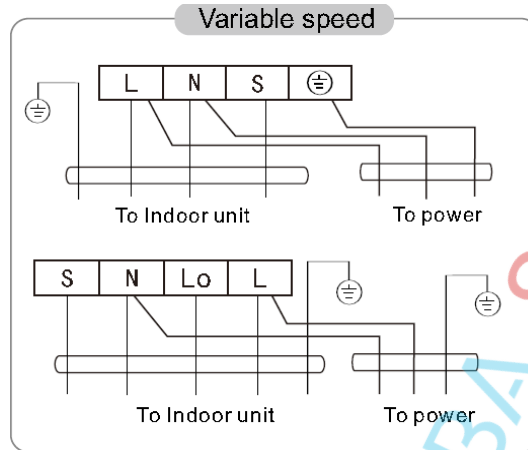 Variable speed
L N S
To Indoor unit To power
S N Lo L
To Indoor unit To power